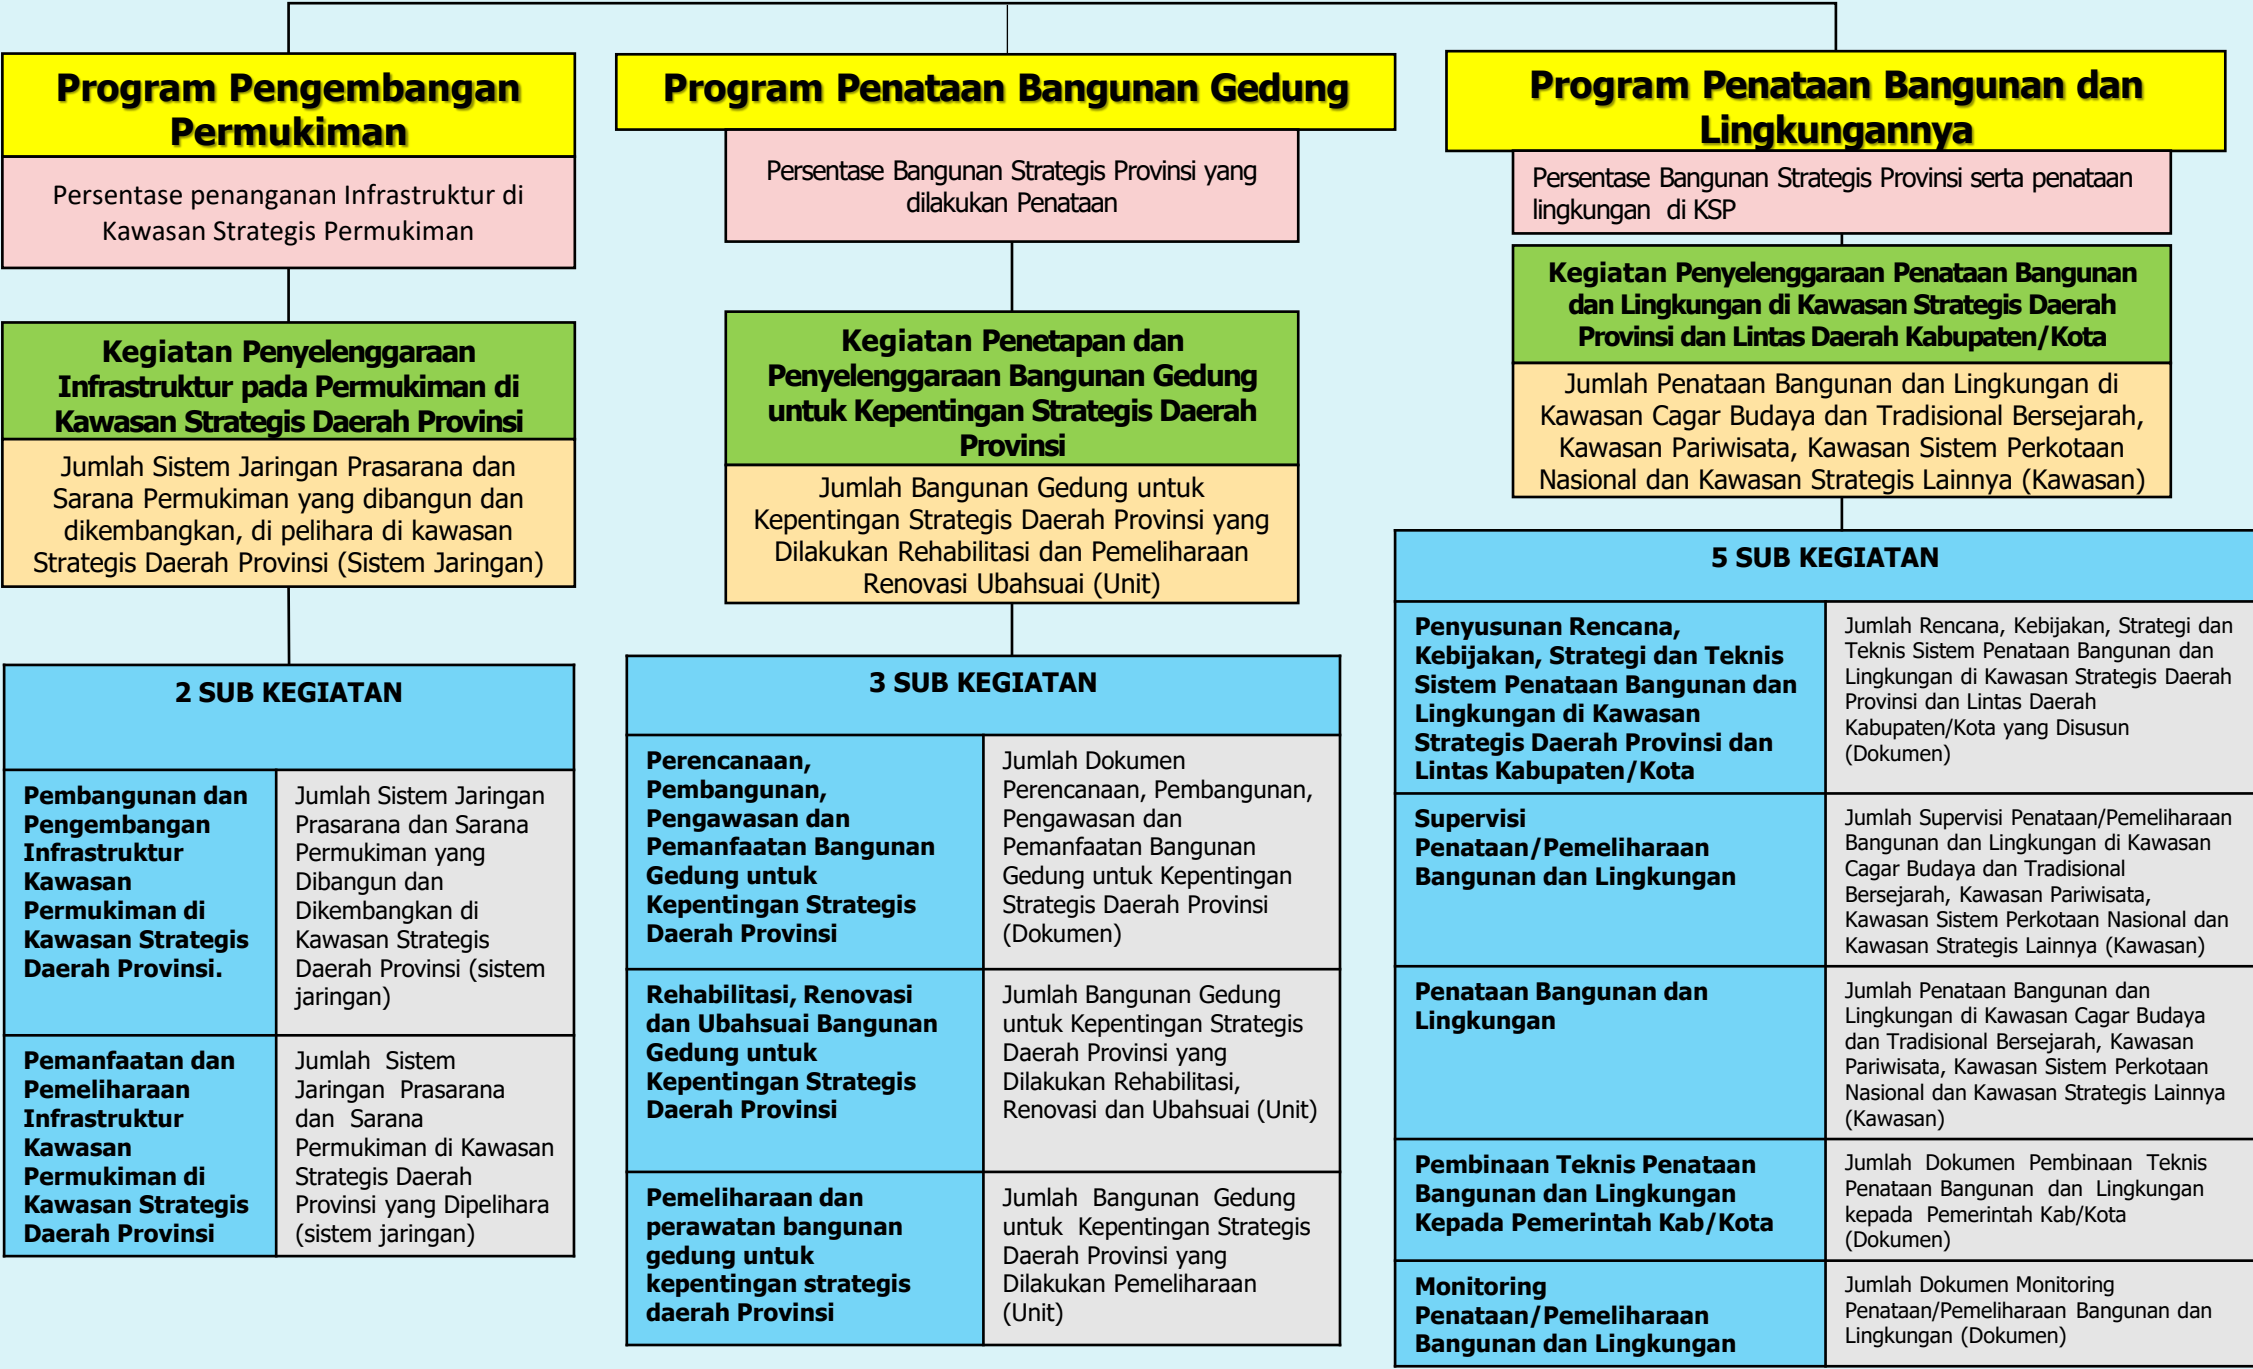 Program Pengembangan
Permukiman
Persentase penanganan Infrastruktur di
Kawasan Strategis Permukiman
Kegiatan Penyelenggaraan
Infrastruktur pada Permukiman di
Kawasan Strategis Daerah Provinsi
Jumlah Sistem Jaringan Prasarana dan
Sarana Permukiman yang dibangun dan
dikembangkan, di pelihara di kawasan
Strategis Daerah Provinsi (Sistem Jaringan)
2 SUB KEGIATAN
Pembangunan dan
Pengembangan
Infrastruktur
Kawasan
Permukiman di
Kawasan Strategis
Daerah Provinsi.
Jumlah Sistem Jaringan
Prasarana dan Sarana
Permukiman yang
Dibangun dan
Dikembangkan di
Kawasan Strategis
Daerah Provinsi (sistem
jaringan)
Pemanfaatan dan
Pemeliharaan
Infrastruktur
Kawasan
Permukiman di
Kawasan Strategis
Daerah Provinsi
Jumlah Sistem
Jaringan Prasarana
dan Sarana
Permukiman di Kawasan
Strategis Daerah
Provinsi yang Dipelihara
(sistem jaringan)
Program Penataan Bangunan Gedung
Persentase Bangunan Strategis Provinsi yang
dilakukan Penataan
Kegiatan Penetapan dan
Penyelenggaraan Bangunan Gedung
untuk Kepentingan Strategis Daerah
Provinsi
Jumlah Bangunan Gedung untuk
Kepentingan Strategis Daerah Provinsi yang
Dilakukan Rehabilitasi dan Pemeliharaan
Renovasi Ubahsuai (Unit)
3 SUB KEGIATAN
Perencanaan,
Pembangunan,
Pengawasan dan
Pemanfaatan Bangunan
Gedung untuk
Kepentingan Strategis
Daerah Provinsi
Jumlah Dokumen
Perencanaan, Pembangunan,
Pengawasan dan
Pemanfaatan Bangunan
Gedung untuk Kepentingan
Strategis Daerah Provinsi
(Dokumen)
Rehabilitasi, Renovasi
dan Ubahsuai Bangunan
Gedung untuk
Kepentingan Strategis
Daerah Provinsi
Jumlah Bangunan Gedung
untuk Kepentingan Strategis
Daerah Provinsi yang
Dilakukan Rehabilitasi,
Renovasi dan Ubahsuai (Unit)
Pemeliharaan dan
perawatan bangunan
gedung untuk
kepentingan strategis
daerah Provinsi
Jumlah Bangunan Gedung
untuk Kepentingan Strategis
Daerah Provinsi yang
Dilakukan Pemeliharaan
(Unit)
Program Penataan Bangunan dan
Lingkungannya
Persentase Bangunan Strategis Provinsi serta penataan
lingkungan di KSP
Kegiatan Penyelenggaraan Penataan Bangunan
dan Lingkungan di Kawasan Strategis Daerah
Provinsi dan Lintas Daerah Kabupaten/Kota
Jumlah Penataan Bangunan dan Lingkungan di
Kawasan Cagar Budaya dan Tradisional Bersejarah,
Kawasan Pariwisata, Kawasan Sistem Perkotaan
Nasional dan Kawasan Strategis Lainnya (Kawasan)
5 SUB KEGIATAN
Penyusunan Rencana,
Kebijakan, Strategi dan Teknis
Sistem Penataan Bangunan dan
Lingkungan di Kawasan
Strategis Daerah Provinsi dan
Lintas Kabupaten/Kota
Jumlah Rencana, Kebijakan, Strategi dan
Teknis Sistem Penataan Bangunan dan
Lingkungan di Kawasan Strategis Daerah
Provinsi dan Lintas Daerah
Kabupaten/Kota yang Disusun
(Dokumen)
Supervisi
Penataan/Pemeliharaan
Bangunan dan Lingkungan
Jumlah Supervisi Penataan/Pemeliharaan
Bangunan dan Lingkungan di Kawasan
Cagar Budaya dan Tradisional
Bersejarah, Kawasan Pariwisata,
Kawasan Sistem Perkotaan Nasional dan
Kawasan Strategis Lainnya (Kawasan)
Penataan Bangunan dan
Lingkungan
Jumlah Penataan Bangunan dan
Lingkungan di Kawasan Cagar Budaya
dan Tradisional Bersejarah, Kawasan
Pariwisata, Kawasan Sistem Perkotaan
Nasional dan Kawasan Strategis Lainnya
(Kawasan)
Pembinaan Teknis Penataan
Bangunan dan Lingkungan
Kepada Pemerintah Kab/Kota
Jumlah Dokumen Pembinaan Teknis
Penataan Bangunan dan Lingkungan
kepada Pemerintah Kab/Kota
(Dokumen)
Monitoring
Penataan/Pemeliharaan
Bangunan dan Lingkungan
Jumlah Dokumen Monitoring
Penataan/Pemeliharaan Bangunan dan
Lingkungan (Dokumen)